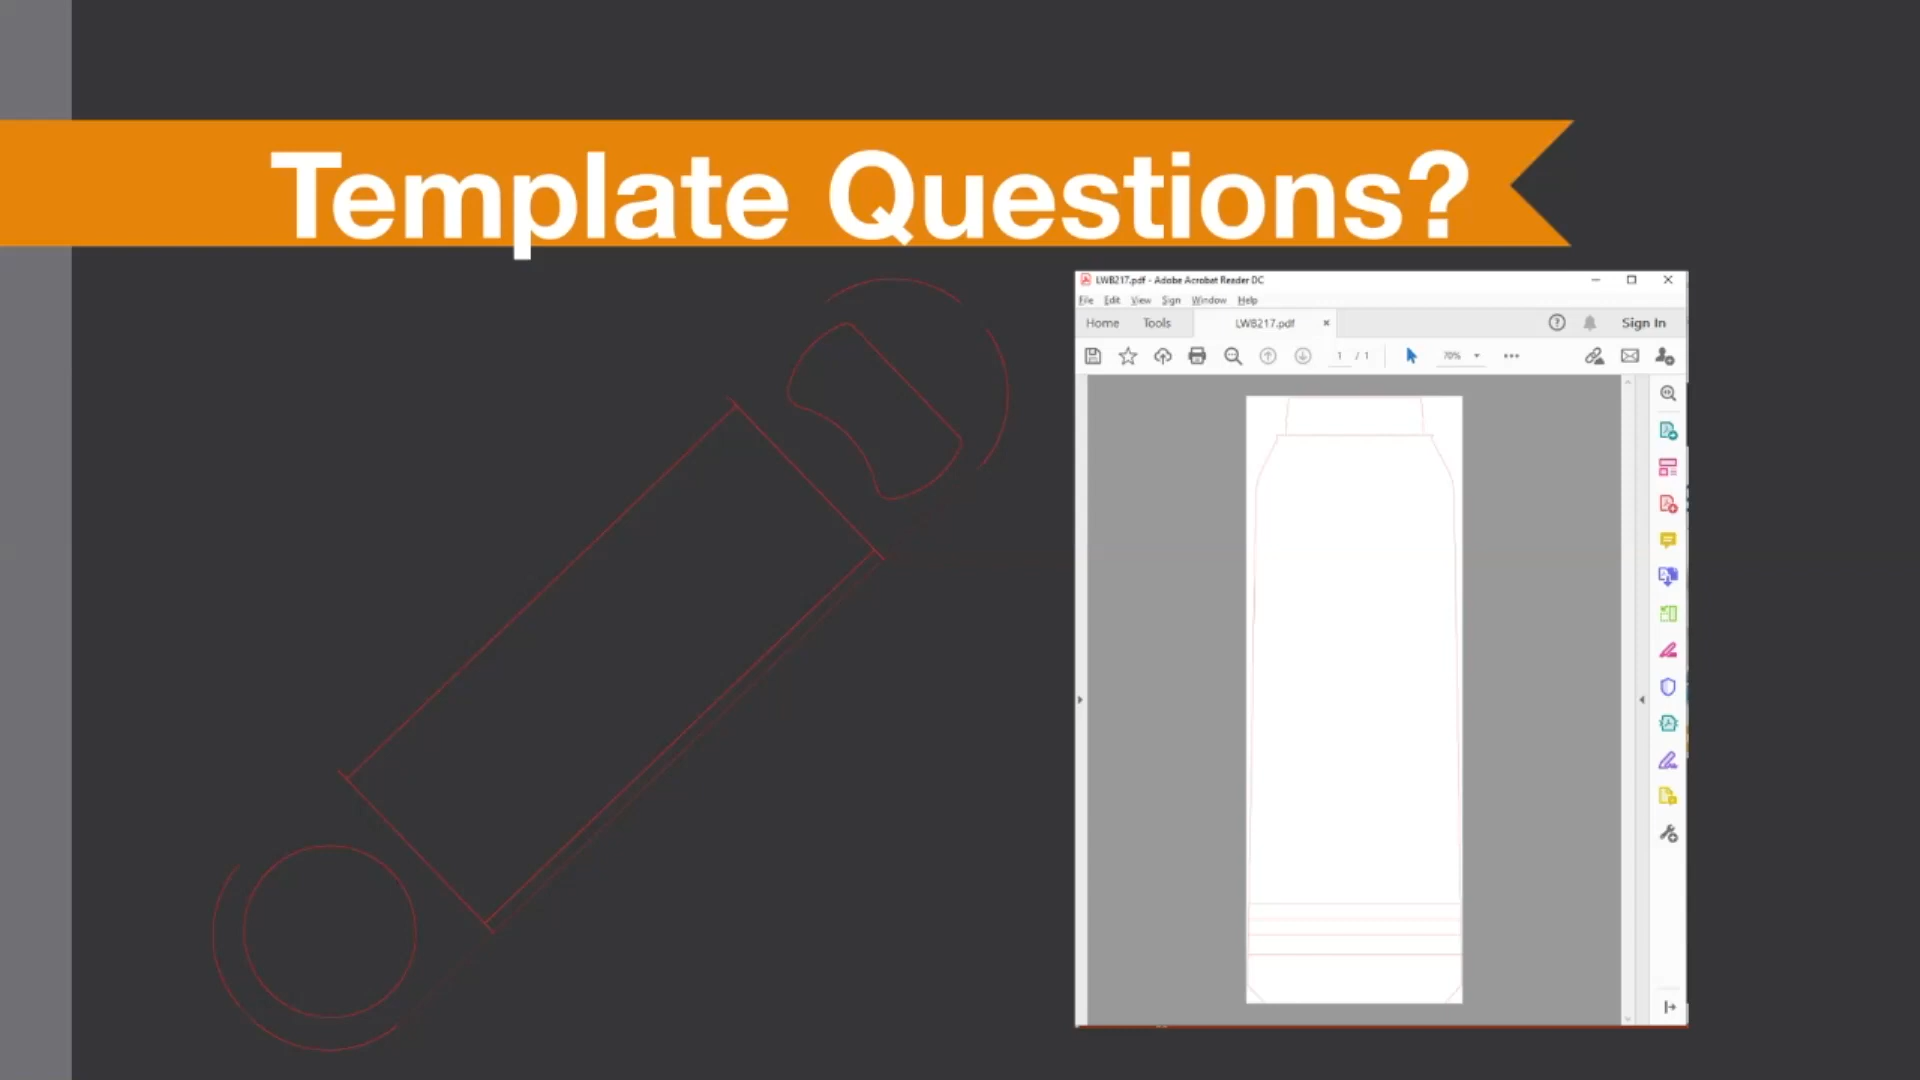 Template Questions?
LWB217.pdf - Adobe Acrobat Reader DC
File Edit View Sign Window Help
Home Tools LWB217.pdf × Sign In
1 / 1 70%